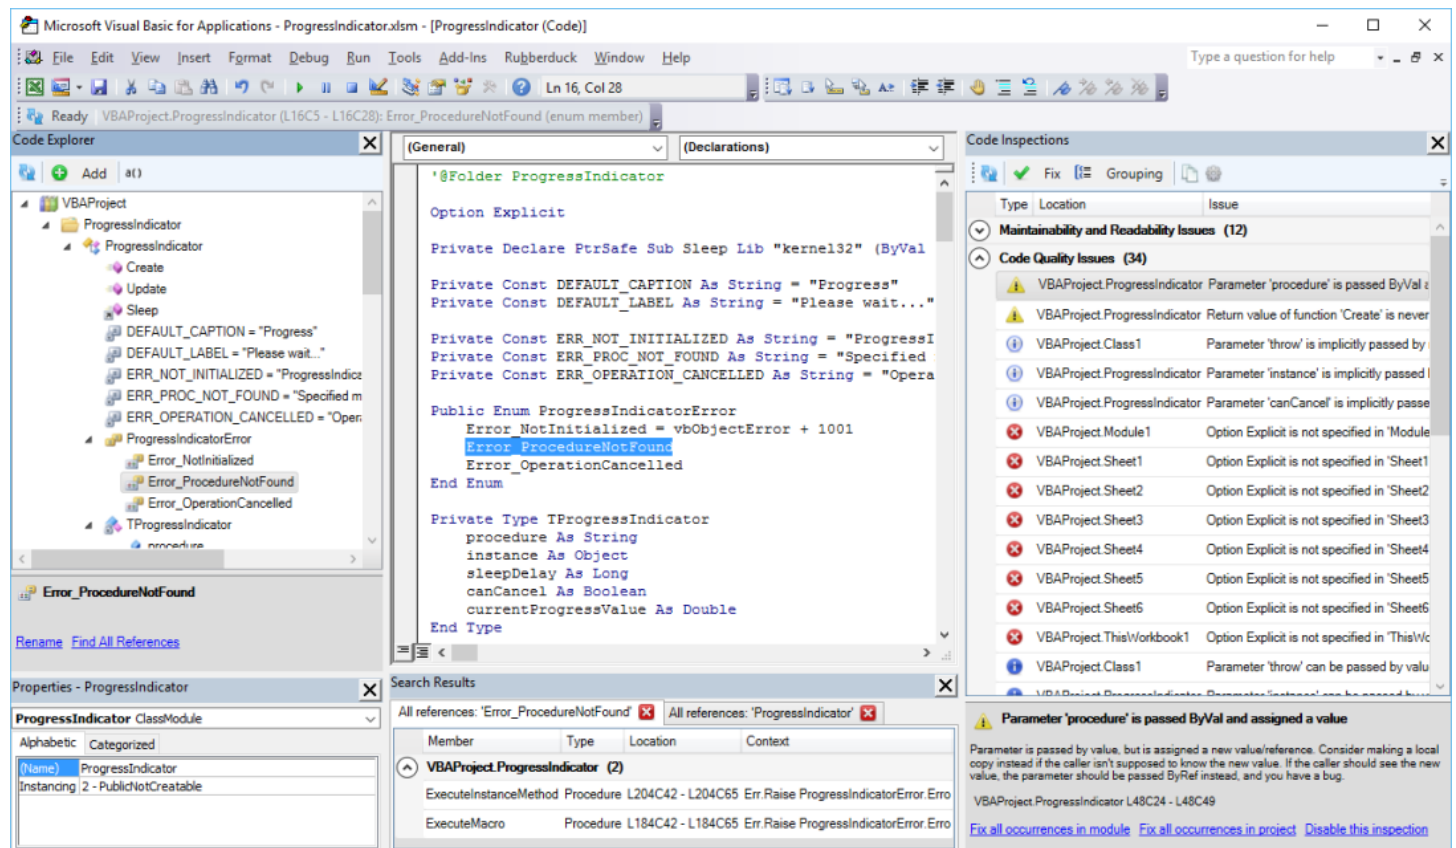 Microsoft Visual Basic for Applications - ProgressIndicator.xlsm - [ProgressIndicator (Code)]
File Edit View Insert Format Debug Run Tools Add-Ins Rubberduck Window Help
Type a question for help
Ln 16, Col 28
Ready VBAProject.ProgressIndicator (L16C5 - L16C28): Error_ProcedureNotFound (enum member)
Code Explorer
Add a()
VBAProject
ProgressIndicator
ProgressIndicator
Create
Update
Sleep
DEFAULT_CAPTION = "Progress"
DEFAULT_LABEL = "Please wait..."
ERR_NOT_INITIALIZED = "ProgressIndica
ERR_PROC_NOT_FOUND = "Specified m
ERR_OPERATION_CANCELLED = "Opera
ProgressIndicatorError
Error_NotInitialized
Error_ProcedureNotFound
Error_OperationCancelled
TProgressIndicator
procedure
Error_ProcedureNotFound
Rename Find All References
Properties - ProgressIndicator
ProgressIndicator ClassModule
Alphabetic Categorized
(Name) ProgressIndicator
Instancing 2 - PublicNotCreatable
(General) (Declarations)
'@Folder ProgressIndicator
Option Explicit
Private Declare PtrSafe Sub Sleep Lib "kernel32" (ByVal
Private Const DEFAULT_CAPTION As String = "Progress"
Private Const DEFAULT_LABEL As String = "Please wait..."
Private Const ERR_NOT_INITIALIZED As String = "ProgressI
Private Const ERR_PROC_NOT_FOUND As String = "Specified
Private Const ERR_OPERATION_CANCELLED As String = "Opera
Public Enum ProgressIndicatorError
Error_NotInitialized = vbObjectError + 1001
Error_ProcedureNotFound
Error_OperationCancelled
End Enum
Private Type TProgressIndicator
procedure As String
instance As Object
sleepDelay As Long
canCancel As Boolean
currentProgressValue As Double
End Type
Search Results
All references: 'Error_ProcedureNotFound' All references: 'ProgressIndicator'
Member Type Location Context
VBAProject.ProgressIndicator (2)
ExecuteInstanceMethod Procedure L204C42 - L204C65 Err.Raise ProgressIndicatorError.Erro
ExecuteMacro Procedure L184C42 - L184C65 Err.Raise ProgressIndicatorError.Erro
Code Inspections
Fix Grouping
Type Location Issue
Maintainability and Readability Issues (12)
Code Quality Issues (34)
VBAProject.ProgressIndicator Parameter 'procedure' is passed ByVal a
VBAProject.ProgressIndicator Return value of function 'Create' is never
VBAProject.Class1 Parameter 'throw' is implicitly passed by
VBAProject.ProgressIndicator Parameter 'instance' is implicitly passed
VBAProject.ProgressIndicator Parameter 'canCancel' is implicitly passe
VBAProject.Module1 Option Explicit is not specified in 'Module
VBAProject.Sheet1 Option Explicit is not specified in 'Sheet1
VBAProject.Sheet2 Option Explicit is not specified in 'Sheet2
VBAProject.Sheet3 Option Explicit is not specified in 'Sheet3
VBAProject.Sheet4 Option Explicit is not specified in 'Sheet4
VBAProject.Sheet5 Option Explicit is not specified in 'Sheet5
VBAProject.Sheet6 Option Explicit is not specified in 'Sheet6
VBAProject.ThisWorkbook1 Option Explicit is not specified in 'ThisWo
VBAProject.Class1 Parameter 'throw' can be passed by valu
Parameter 'procedure' is passed ByVal and assigned a value
Parameter is passed by value, but is assigned a new value/reference. Consider making a local
copy instead if the caller isn't supposed to know the new value. If the caller should see the new
value, the parameter should be passed ByRef instead, and you have a bug.
VBAProject.ProgressIndicator L48C24 - L48C49
Fix all occurrences in module Fix all occurrences in project Disable this inspection